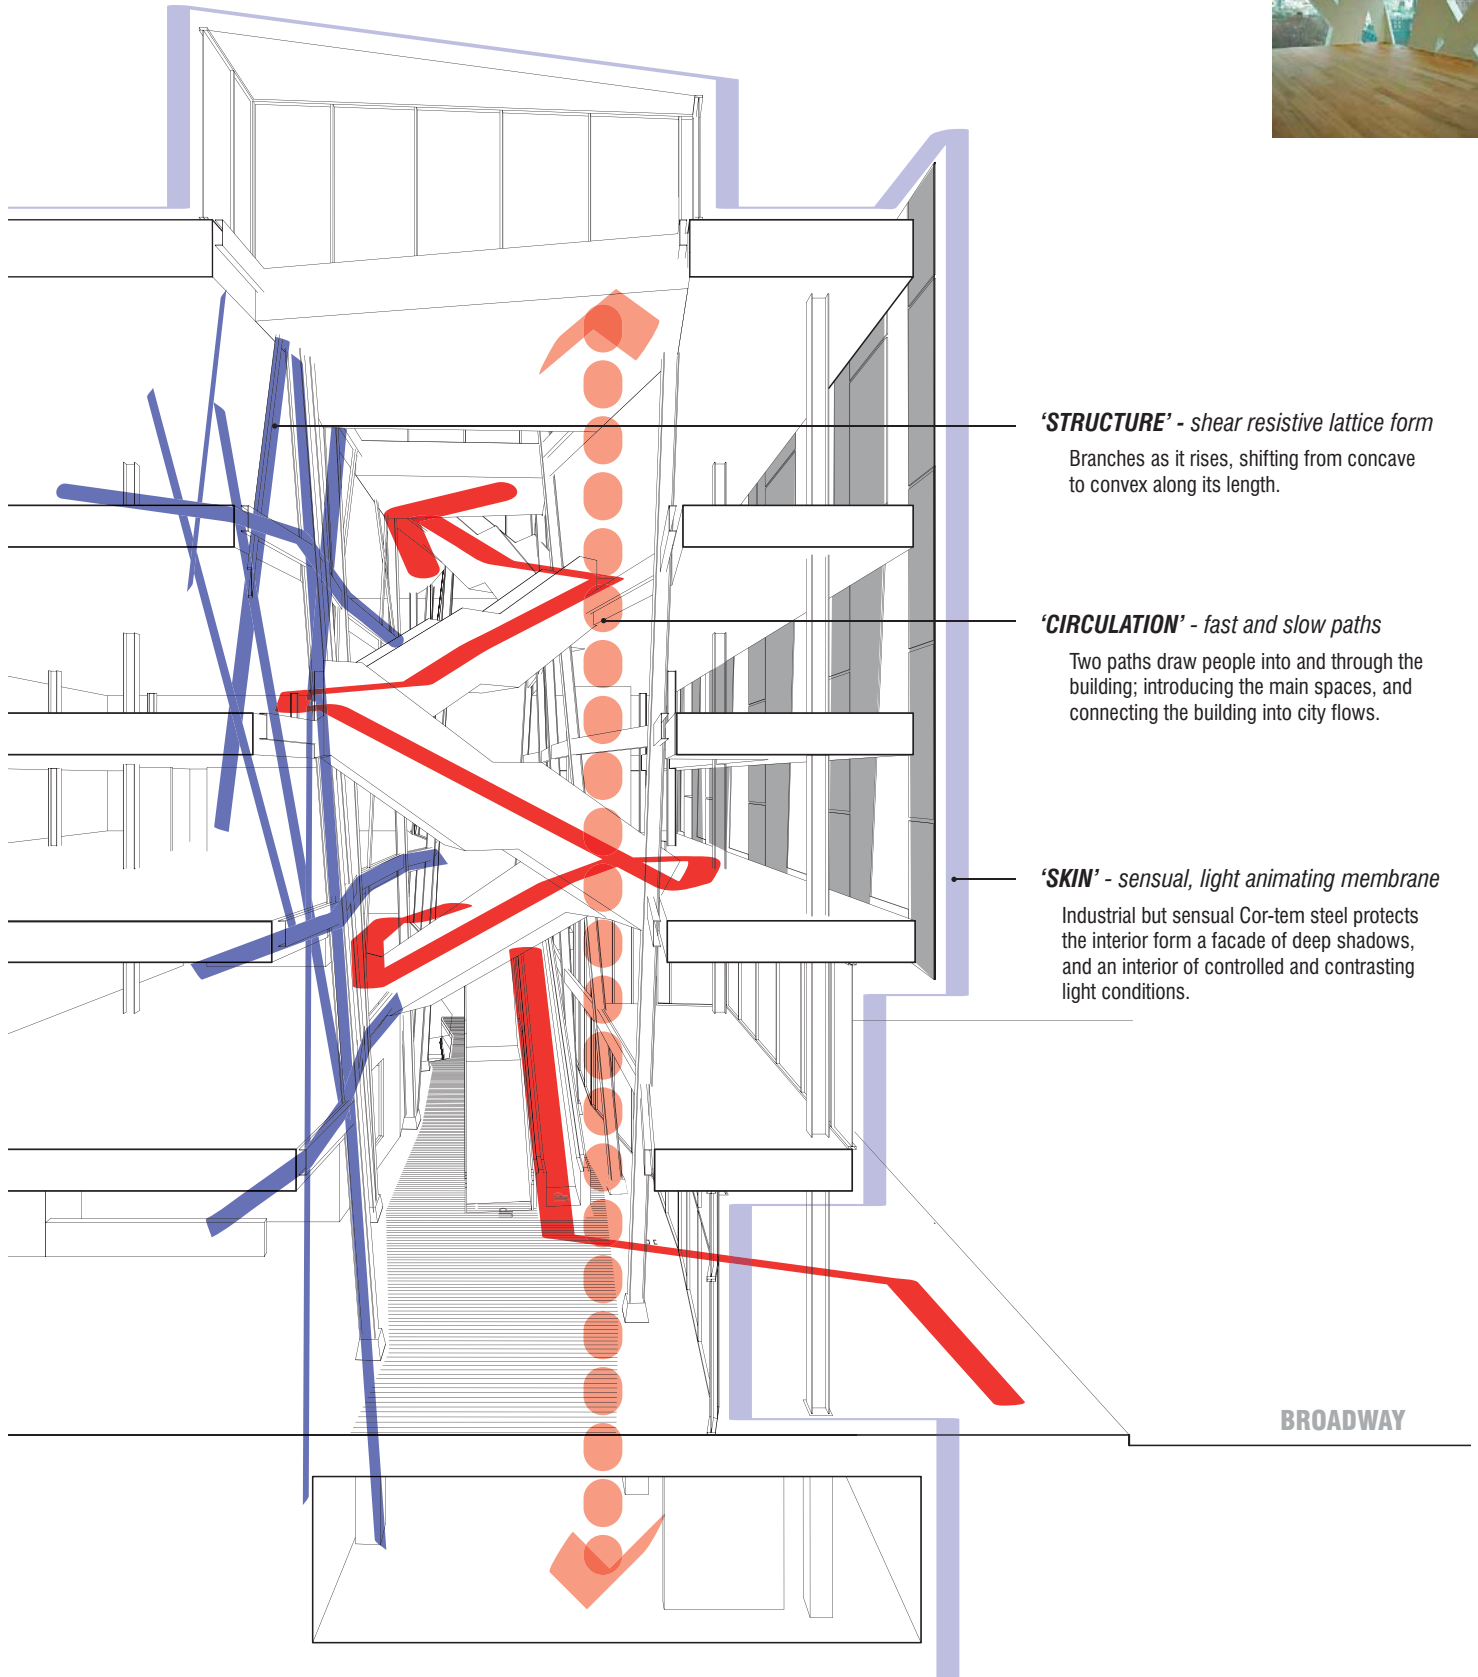 ‘STRUCTURE’ - shear resistive lattice form
Branches as it rises, shifting from concave
to convex along its length.
‘CIRCULATION’ - fast and slow paths
Two paths draw people into and through the
building; introducing the main spaces, and
connecting the building into city flows.
‘SKIN’ - sensual, light animating membrane
Industrial but sensual Cor-tem steel protects
the interior form a facade of deep shadows,
and an interior of controlled and contrasting
light conditions.
UP
UP
BROADWAY